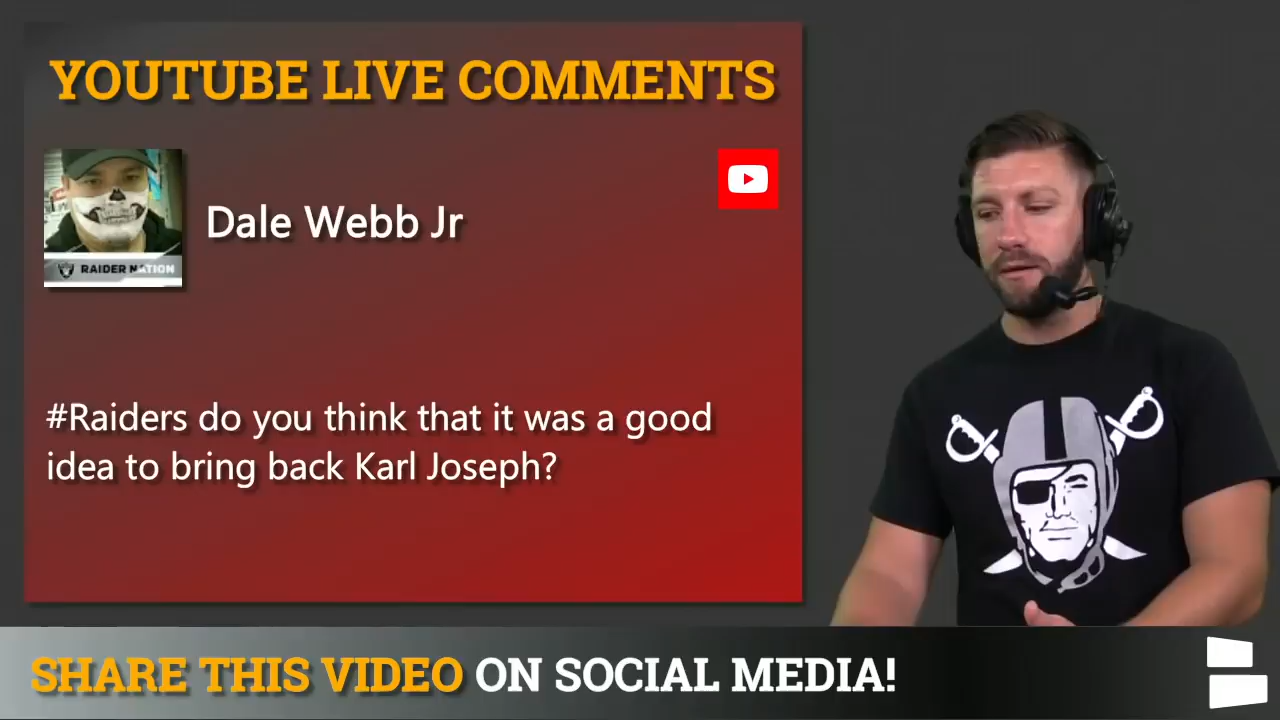 YOUTUBE LIVE COMMENTS
Dale Webb Jr
RAIDER NATION
#Raiders do you think that it was a good
idea to bring back Karl Joseph?
SHARE THIS VIDEO ON SOCIAL MEDIA!